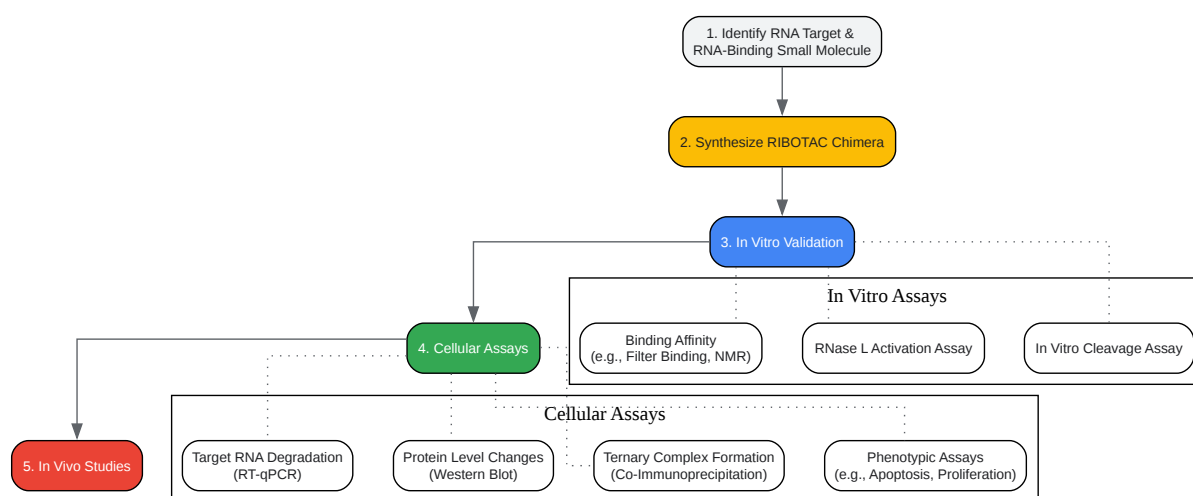 1. Identify RNA Target &
RNA-Binding Small Molecule
2. Synthesize RIBOTAC Chimera
3. In Vitro Validation
In Vitro Assays
Binding Affinity
(e.g., Filter Binding, NMR)
RNase L Activation Assay
In Vitro Cleavage Assay
4. Cellular Assays
Cellular Assays
Target RNA Degradation
(RT-qPCR)
Protein Level Changes
(Western Blot)
Ternary Complex Formation
(Co-Immunoprecipitation)
Phenotypic Assays
(e.g., Apoptosis, Proliferation)
5. In Vivo Studies